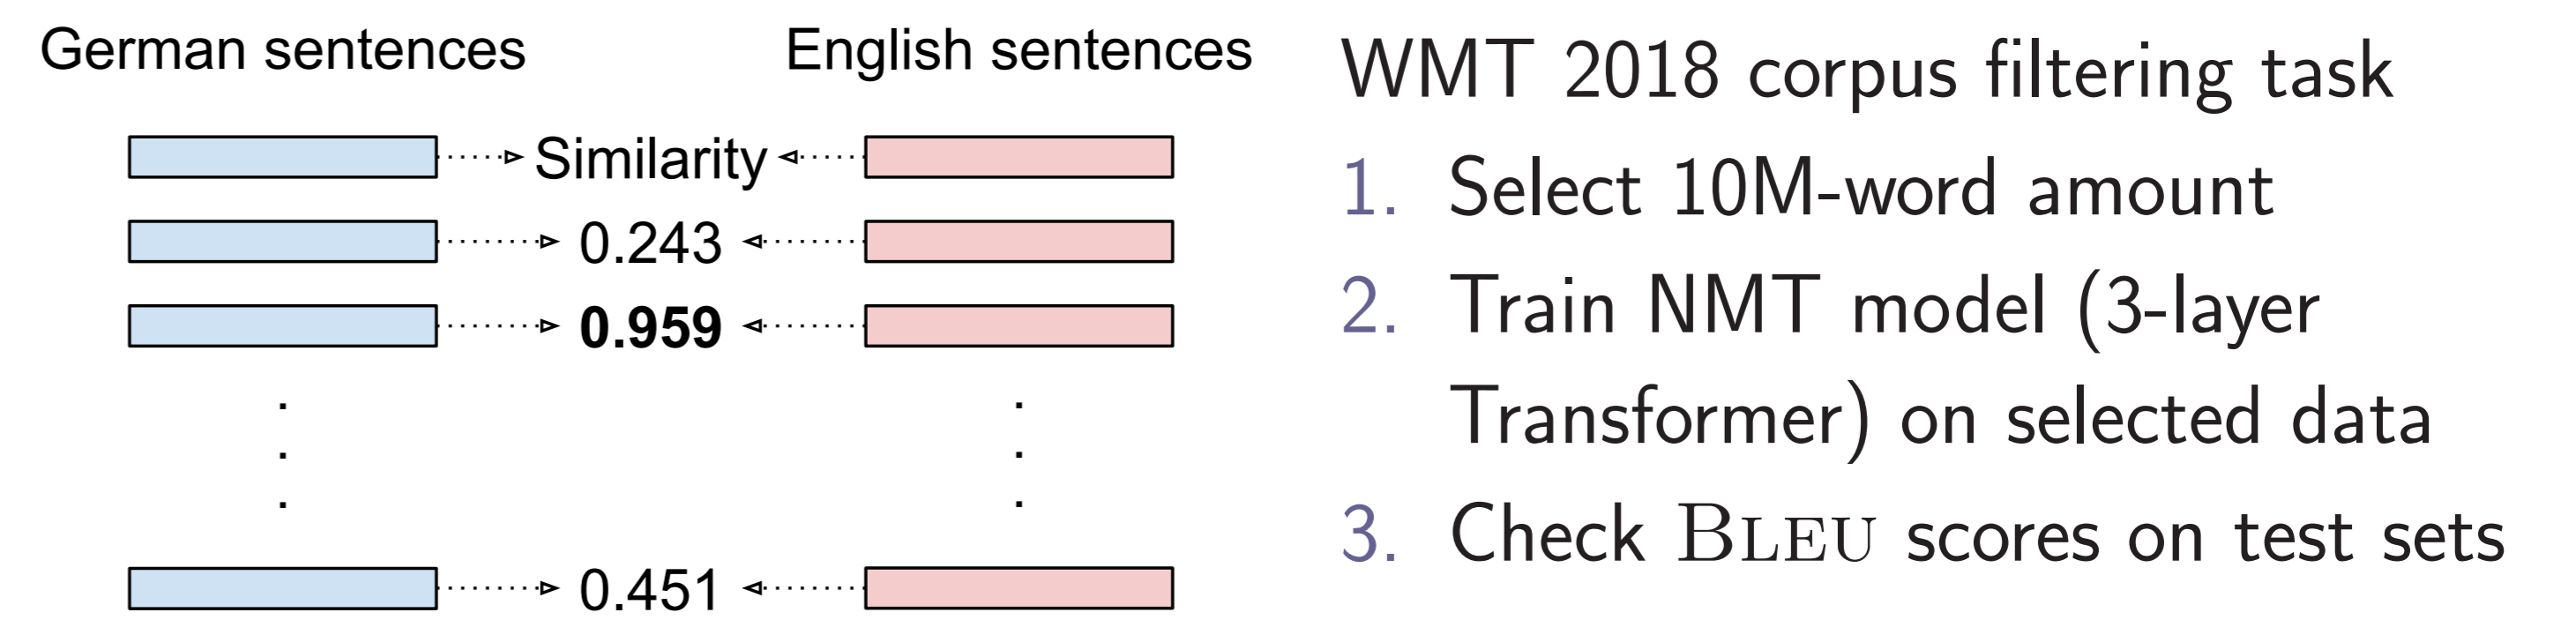 German sentences
English sentences
Similarity
0.243
0.959
.
.
.
.
.
.
0.451
WMT 2018 corpus filtering task
1. Select 10M-word amount
2. Train NMT model (3-layer
Transformer) on selected data
3. Check BLEU scores on test sets